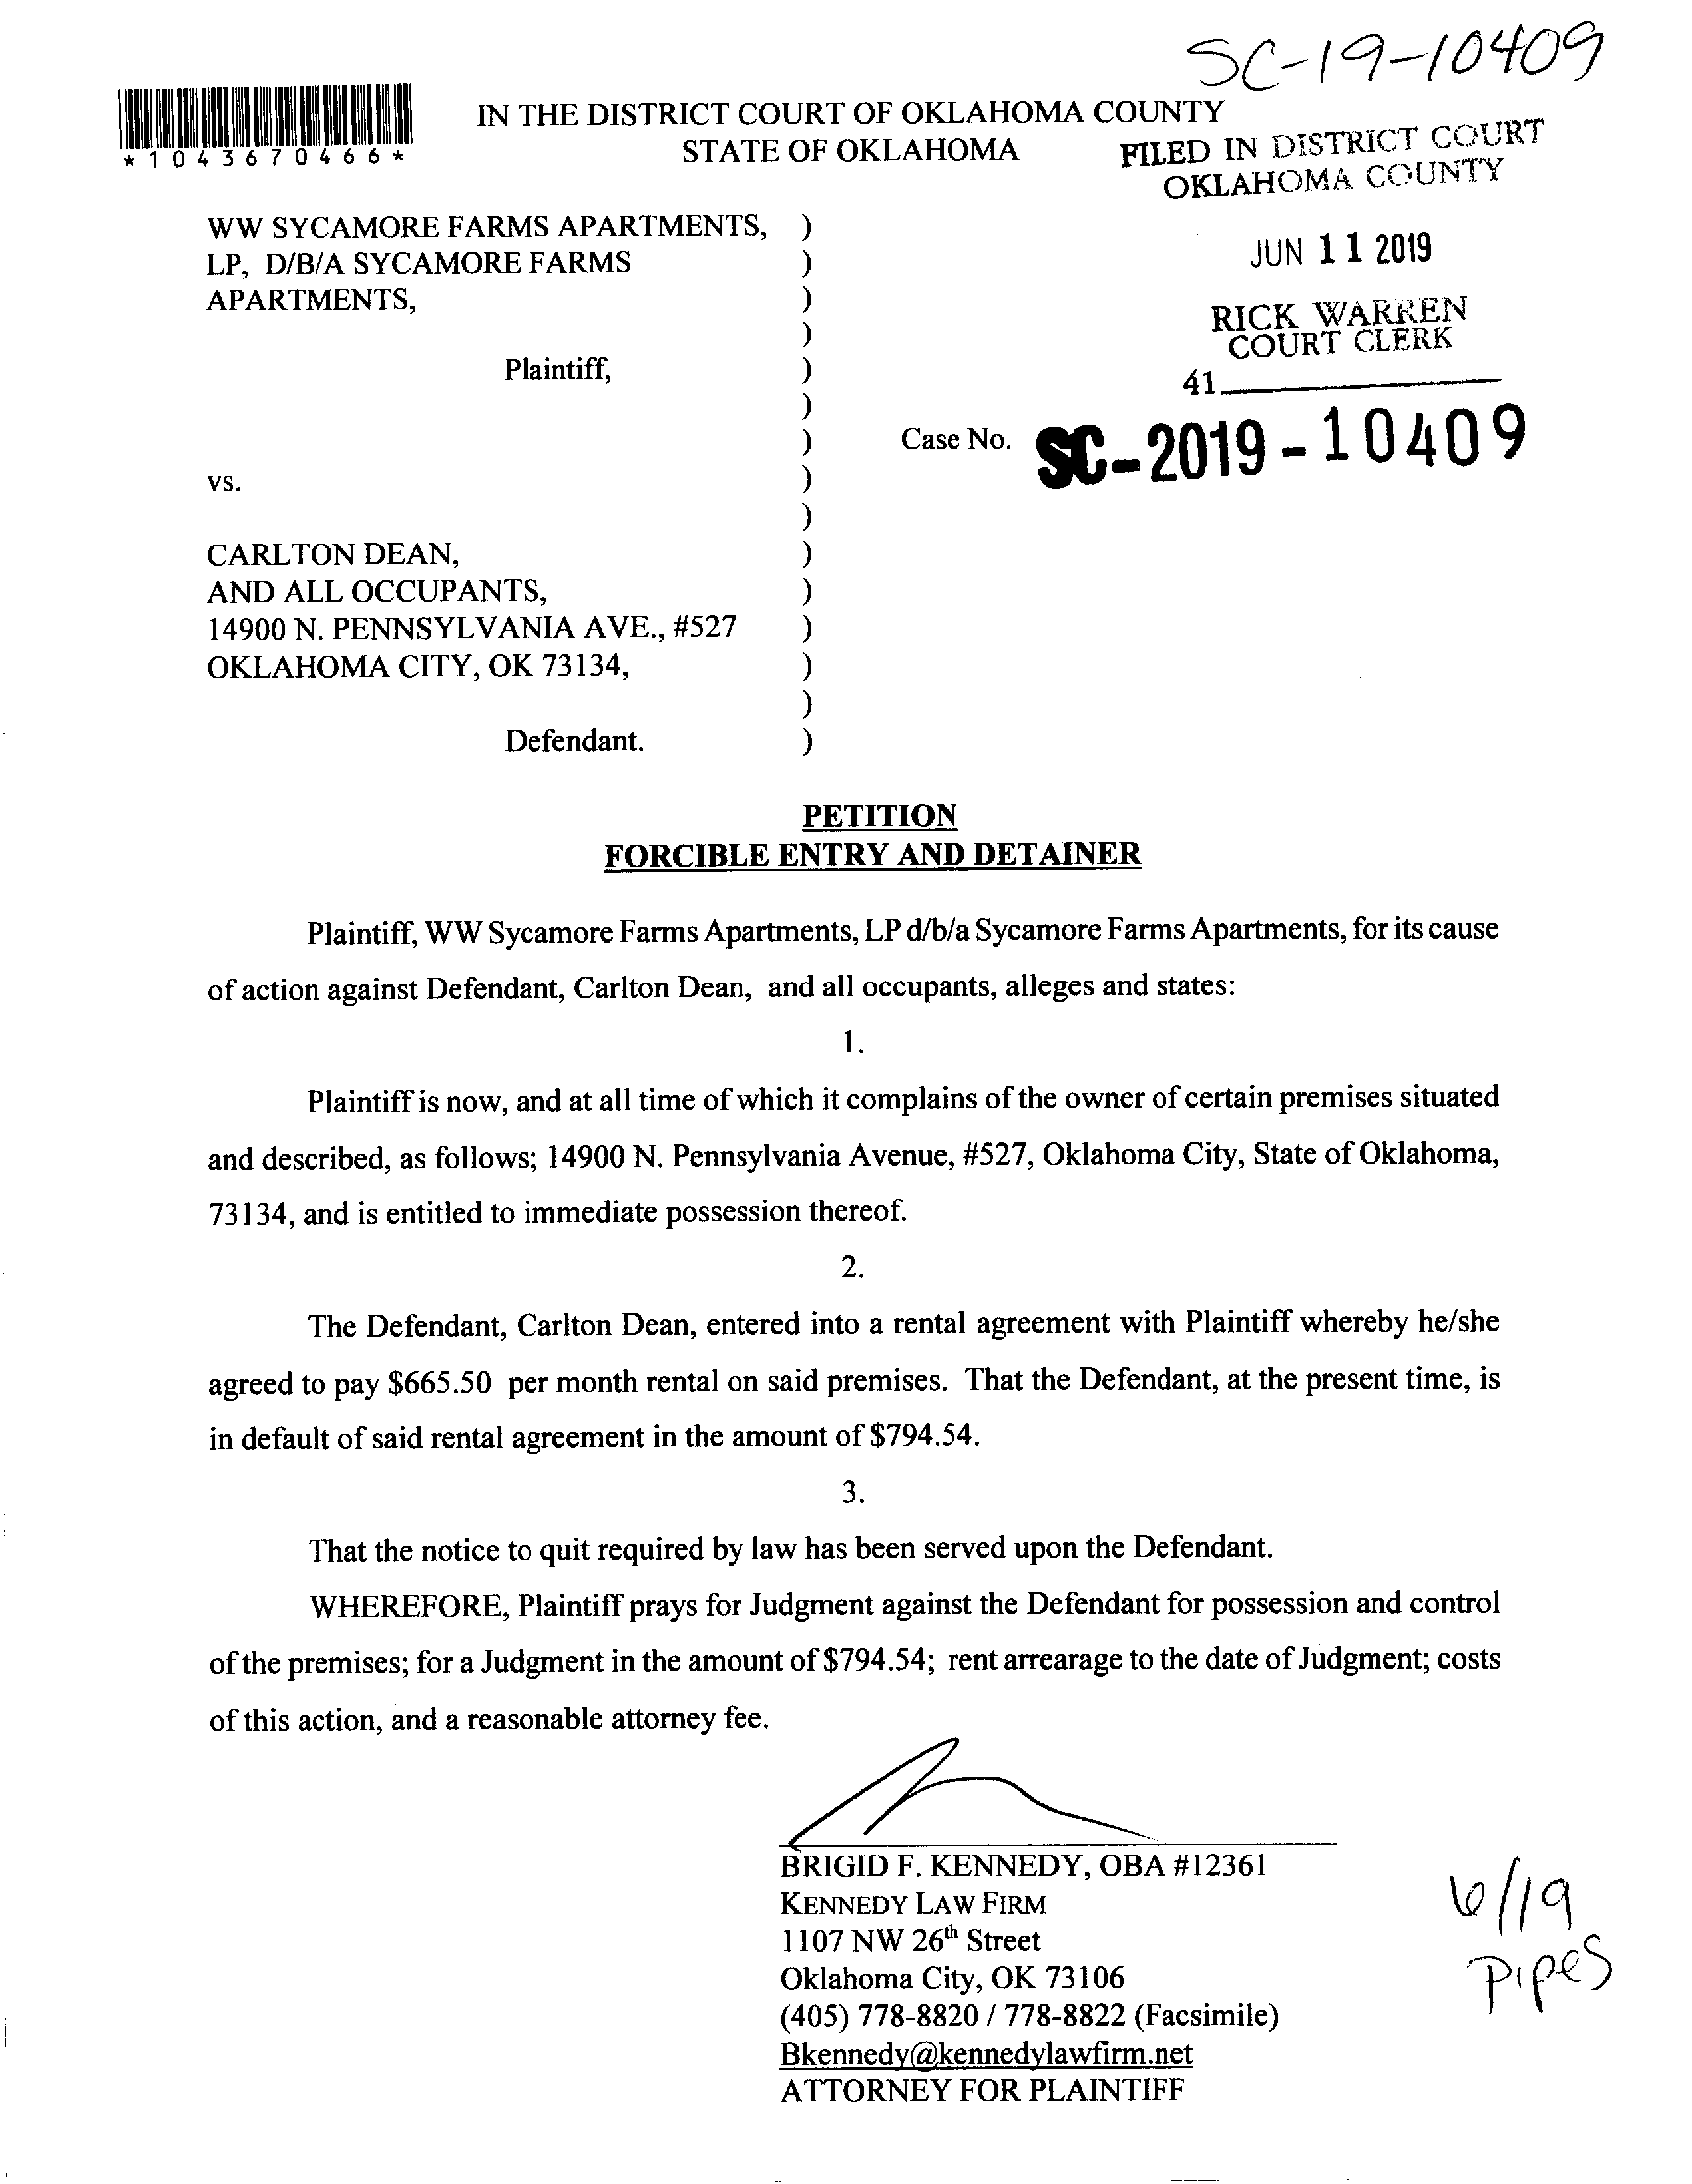 SC-19-10409
*1043670466*
IN THE DISTRICT COURT OF OKLAHOMA COUNTY
STATE OF OKLAHOMA
FILED IN DISTRICT COURT
OKLAHOMA COUNTY
JUN 11 2019
RICK WARREN
COURT CLERK
41
WW SYCAMORE FARMS APARTMENTS, )
LP, D/B/A SYCAMORE FARMS )
APARTMENTS, )
)
Plaintiff, )
)
) Case No. SC-2019-10409
vs. )
)
CARLTON DEAN, )
AND ALL OCCUPANTS, )
14900 N. PENNSYLVANIA AVE., #527 )
OKLAHOMA CITY, OK 73134, )
)
Defendant. )
PETITION
FORCIBLE ENTRY AND DETAINER
Plaintiff, WW Sycamore Farms Apartments, LP d/b/a Sycamore Farms Apartments, for its cause
of action against Defendant, Carlton Dean, and all occupants, alleges and states:
1.
Plaintiff is now, and at all time of which it complains of the owner of certain premises situated
and described, as follows; 14900 N. Pennsylvania Avenue, #527, Oklahoma City, State of Oklahoma,
73134, and is entitled to immediate possession thereof.
2.
The Defendant, Carlton Dean, entered into a rental agreement with Plaintiff whereby he/she
agreed to pay $665.50 per month rental on said premises. That the Defendant, at the present time, is
in default of said rental agreement in the amount of $794.54.
3.
That the notice to quit required by law has been served upon the Defendant.
WHEREFORE, Plaintiff prays for Judgment against the Defendant for possession and control
of the premises; for a Judgment in the amount of $794.54; rent arrearage to the date of Judgment; costs
of this action, and a reasonable attorney fee.
BRIGID F. KENNEDY, OBA #12361
KENNEDY LAW FIRM
1107 NW 26th Street
Oklahoma City, OK 73106
(405) 778-8820 / 778-8822 (Facsimile)
Bkennedy@kennedylawfirm.net
ATTORNEY FOR PLAINTIFF
6/19
Pipes